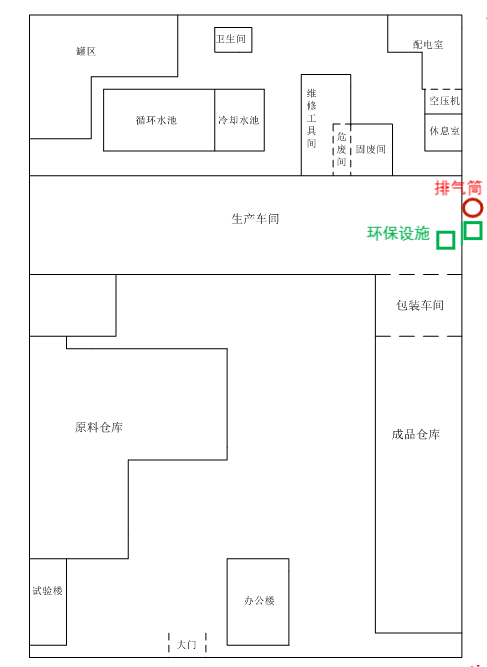 罐区
卫生间
配电室
循环水池
冷却水池
维修工具间
危废间
固废间
空压机
休息室
排气筒
生产车间
环保设施
包装车间
原料仓库
成品仓库
试验楼
办公楼
大门